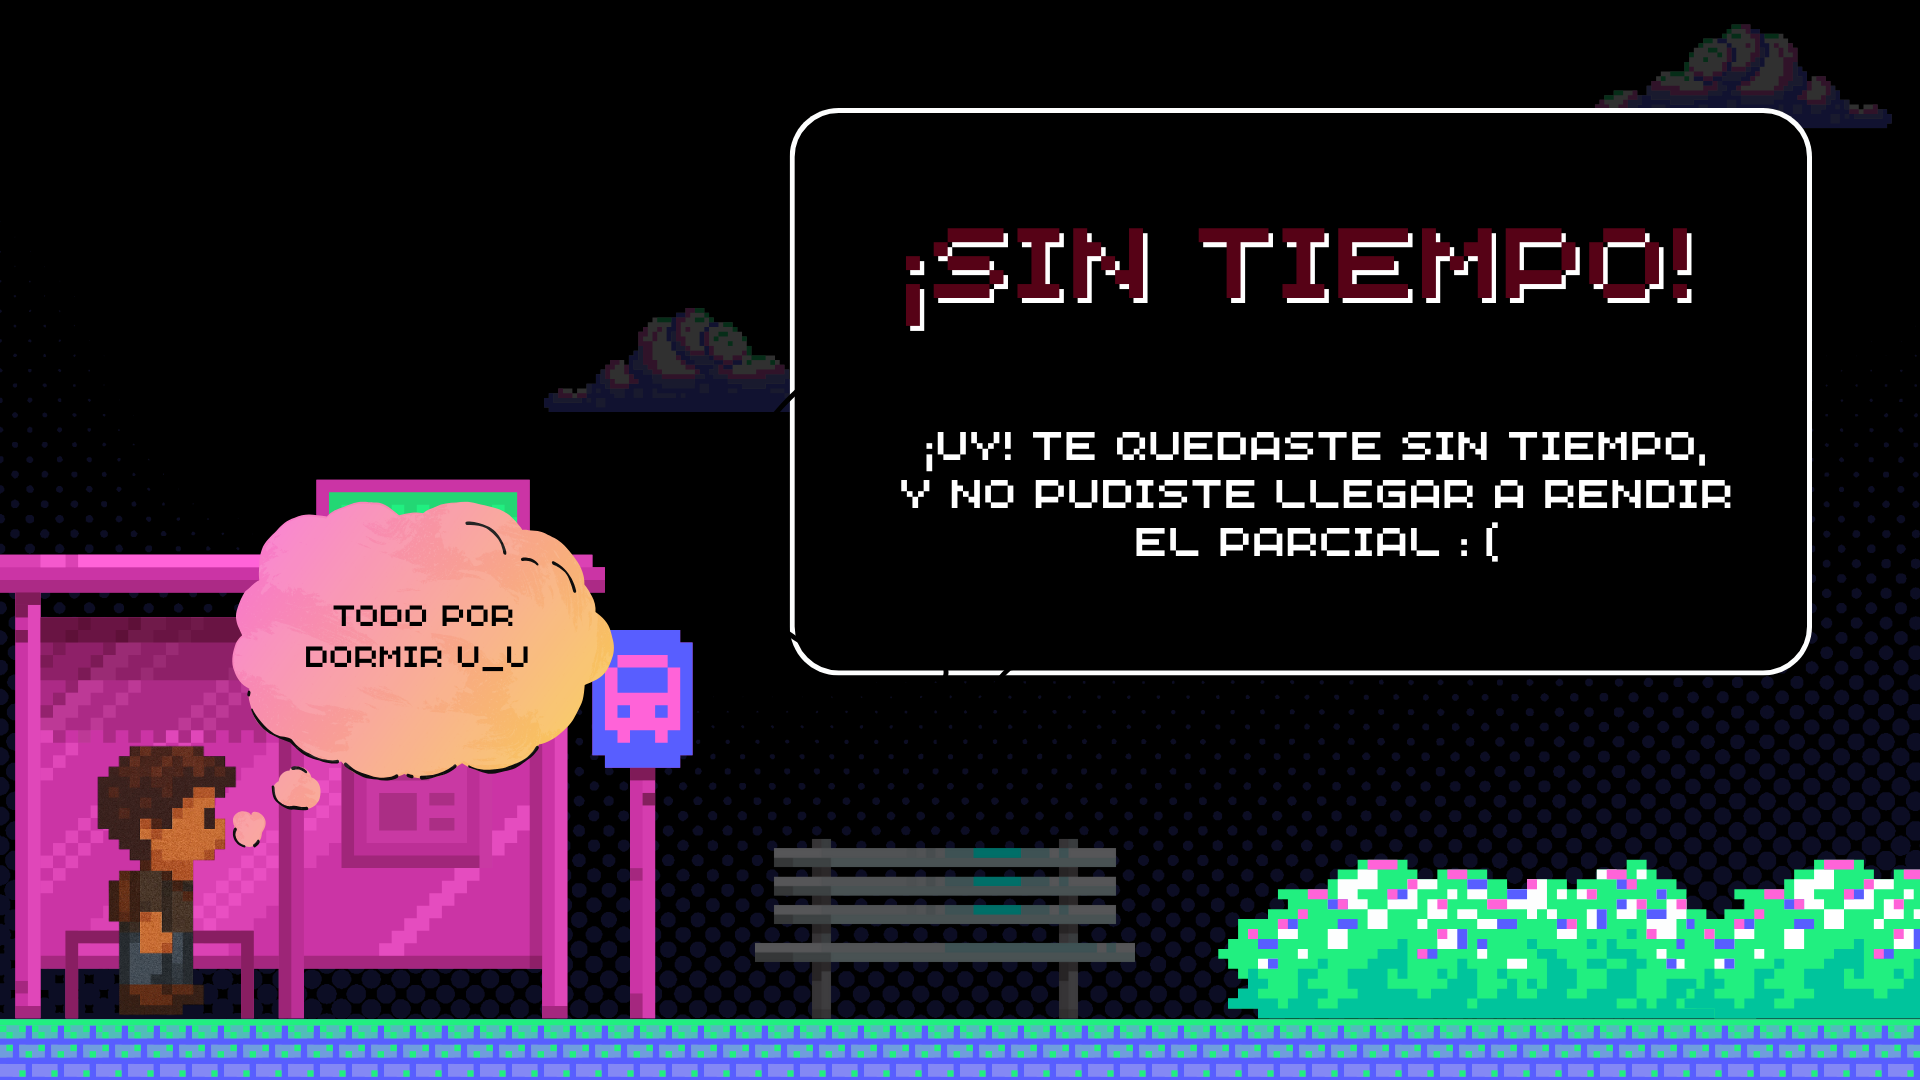 ¡SIN TIEMPO!
¡UY! TE QUEDASTE SIN TIEMPO,
Y NO PUDISTE LLEGAR A RENDIR
EL PARCIAL :(
TODO POR
DORMIR U_U